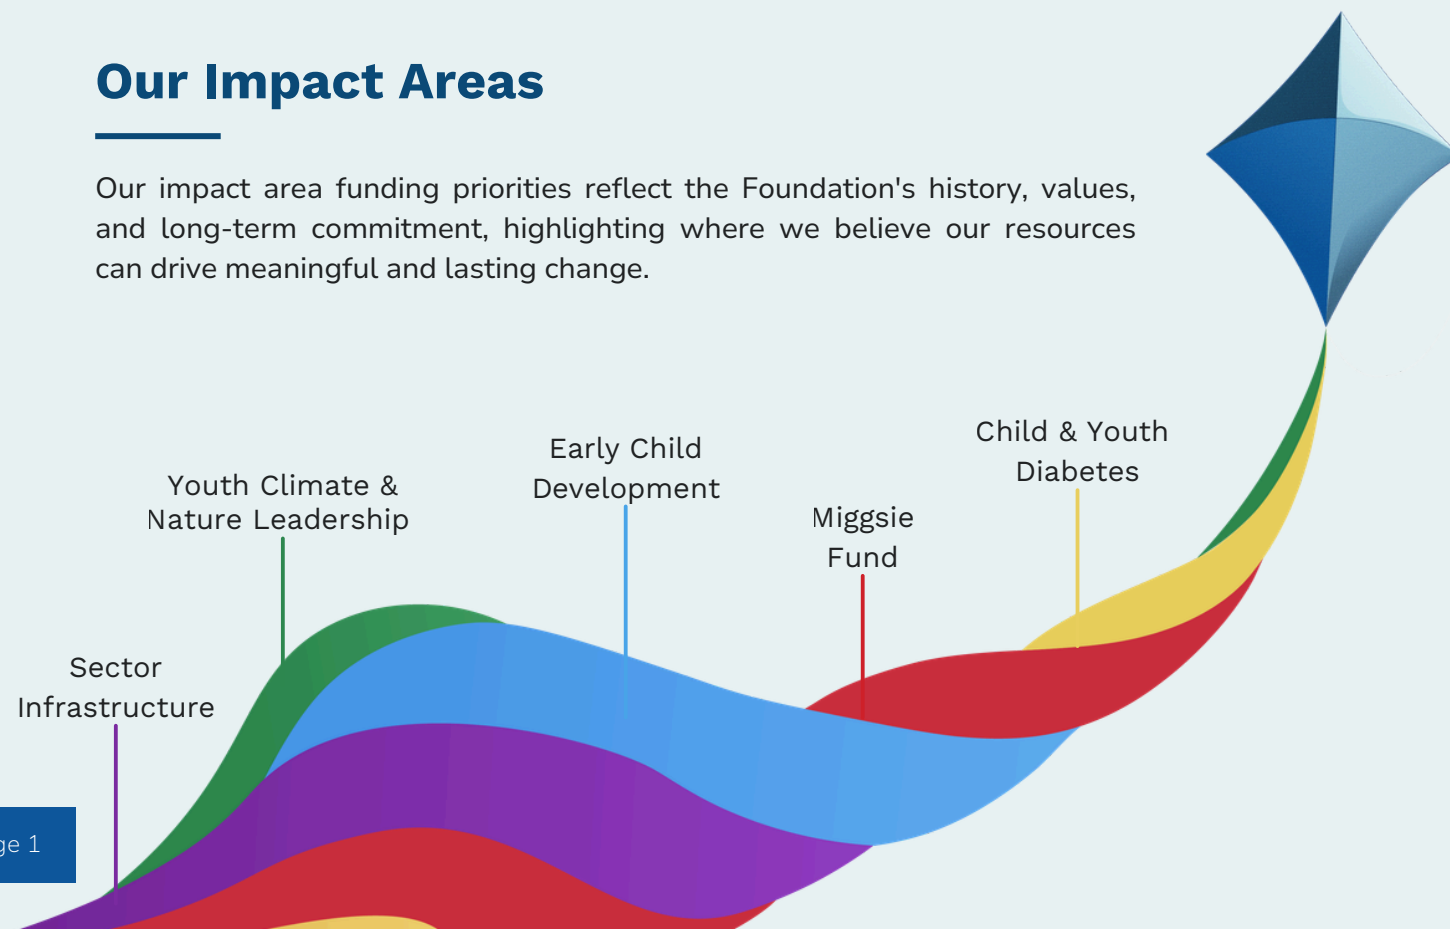 Our Impact Areas
Our impact area funding priorities reflect the Foundation's history, values,
and long-term commitment, highlighting where we believe our resources
can drive meaningful and lasting change.
Child & Youth
Diabetes
Early Child
Development
Youth Climate &
Nature Leadership
Miggsie
Fund
Sector
Infrastructure
ge 1